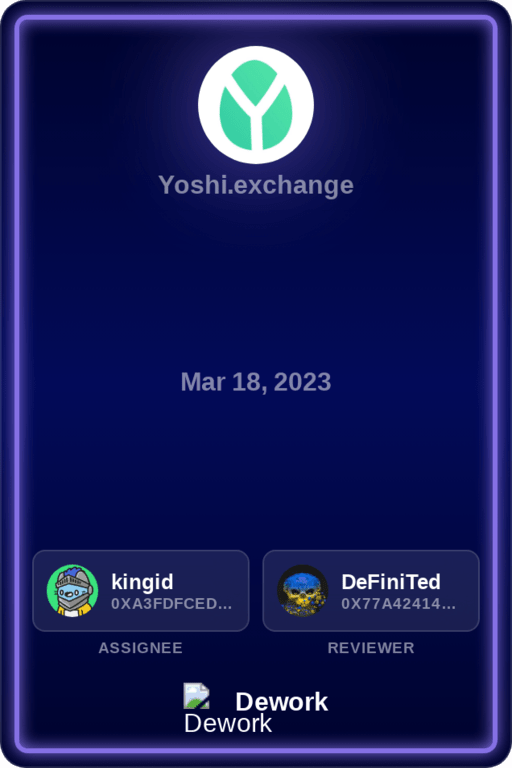 Yoshi.exchange
Mar 18, 2023
kingid
0XA3FDFCED...
DeFiniTed
0X77A42414...
ASSIGNEE
REVIEWER
Dework
Dework